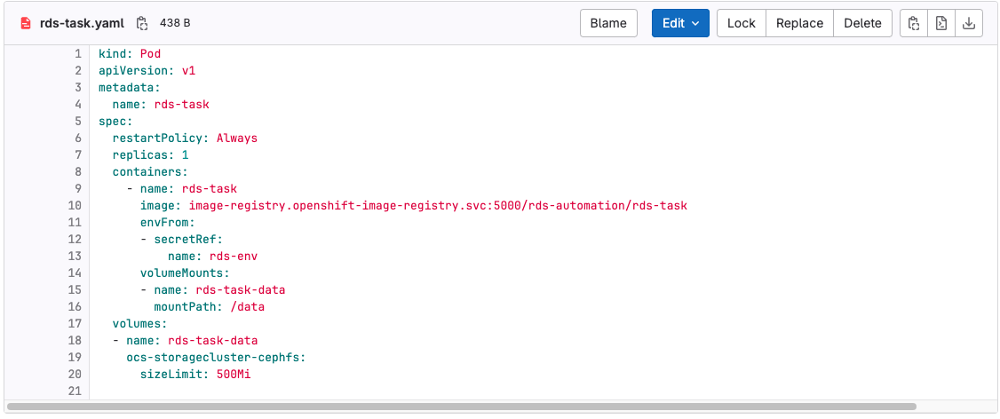 rds-task.yaml 438 B Blame Edit Lock Replace Delete
1 kind: Pod
2 apiVersion: v1
3 metadata:
4   name: rds-task
5 spec:
6   restartPolicy: Always
7   replicas: 1
8   containers:
9     - name: rds-task
10       image: image-registry.openshift-image-registry.svc:5000/rds-automation/rds-task
11       envFrom:
12       - secretRef:
13           name: rds-env
14       volumeMounts:
15       - name: rds-task-data
16         mountPath: /data
17   volumes:
18   - name: rds-task-data
19     ocs-storagecluster-cephfs:
20       sizeLimit: 500Mi
21